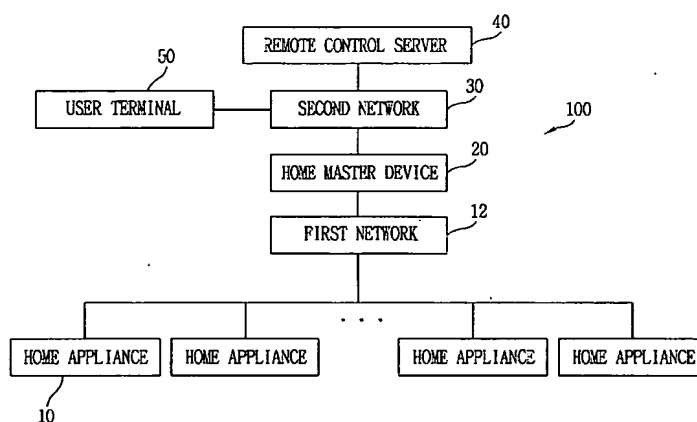 40
REMOTE CONTROL SERVER
50
30
USER TERMINAL
SECOND NETWORK
100
20
HOME MASTER DEVICE
12
FIRST NETWORK
. . .
HOME APPLIANCE
HOME APPLIANCE
HOME APPLIANCE
HOME APPLIANCE
10